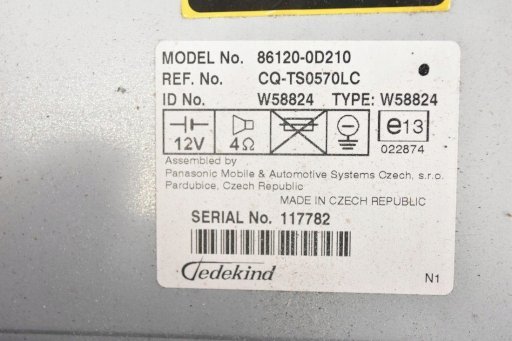 MODEL No. 86120-0D210
REF. No. CQ-TS0570LC
ID No. W58824 TYPE: W58824
12V 4Ω e13
022874
Assembled by
Panasonic Mobile & Automotive Systems Czech, s.r.o.
Pardubice, Czech Republic
MADE IN CZECH REPUBLIC
SERIAL No. 117782
Jedekind
N1